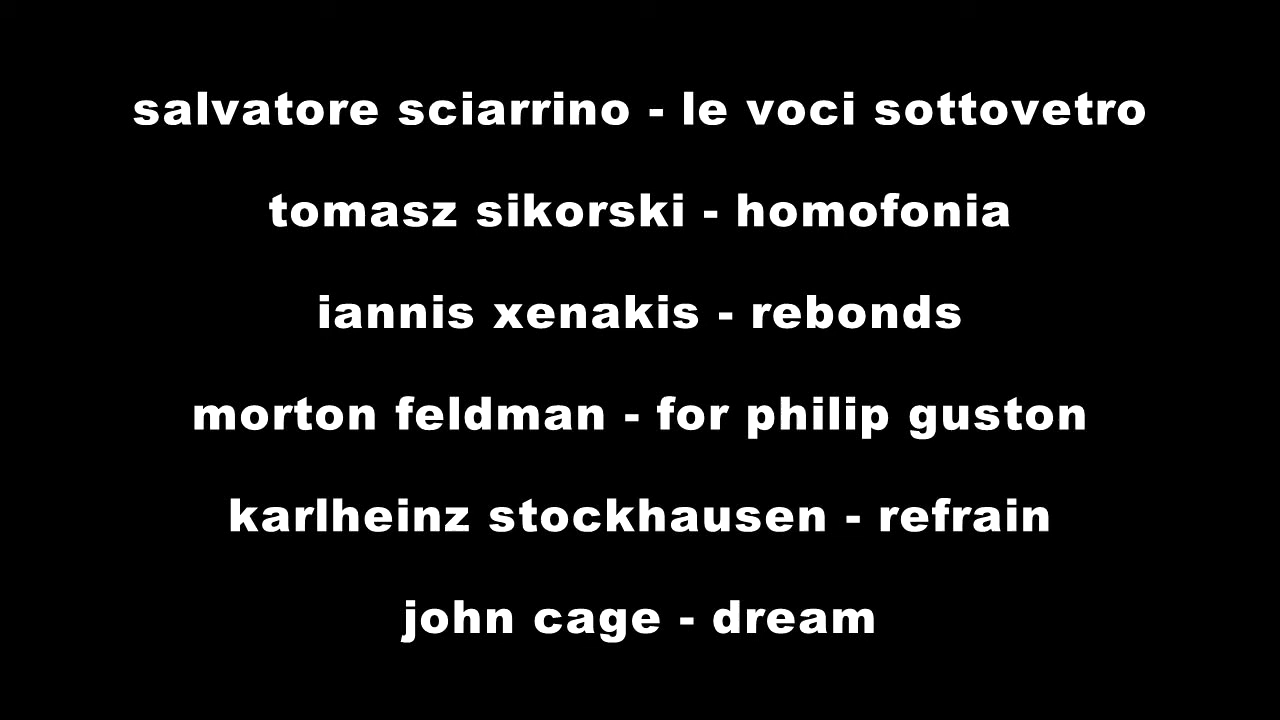 salvatore sciarrino - le voci sottovetro
tomasz sikorski - homofonia
iannis xenakis - rebonds
morton feldman - for philip guston
karlheinz stockhausen - refrain
john cage - dream